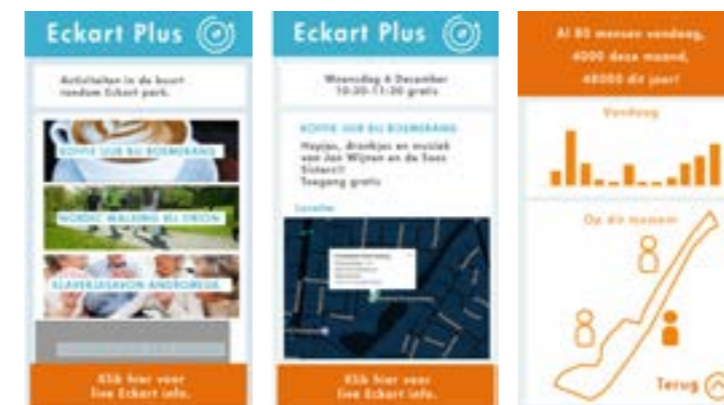 Eckart Plus
Activiteiten in de buurt
rondom Eckart park.
KOFFIE UUR BIJ BOEMERANG
NORDIC WALKING BIJ ORION
KLAVERJASAVON ANDROMEDA
Klik hier voor
live Eckart info.
Eckart Plus
Woensdag 6 December
10:30-11:30 gratis
KOFFIE UUR BIJ BOEMERANG
Hapjes, drankjes en muziek
van Jan Wijnen en de Soos
Sisters!!
Toegang gratis
Locatie:
Klik hier voor
live Eckart info.
Al 80 mensen vandaag,
4000 deze maand,
48000 dit jaar!
Vandaag
Op dit moment
Terug